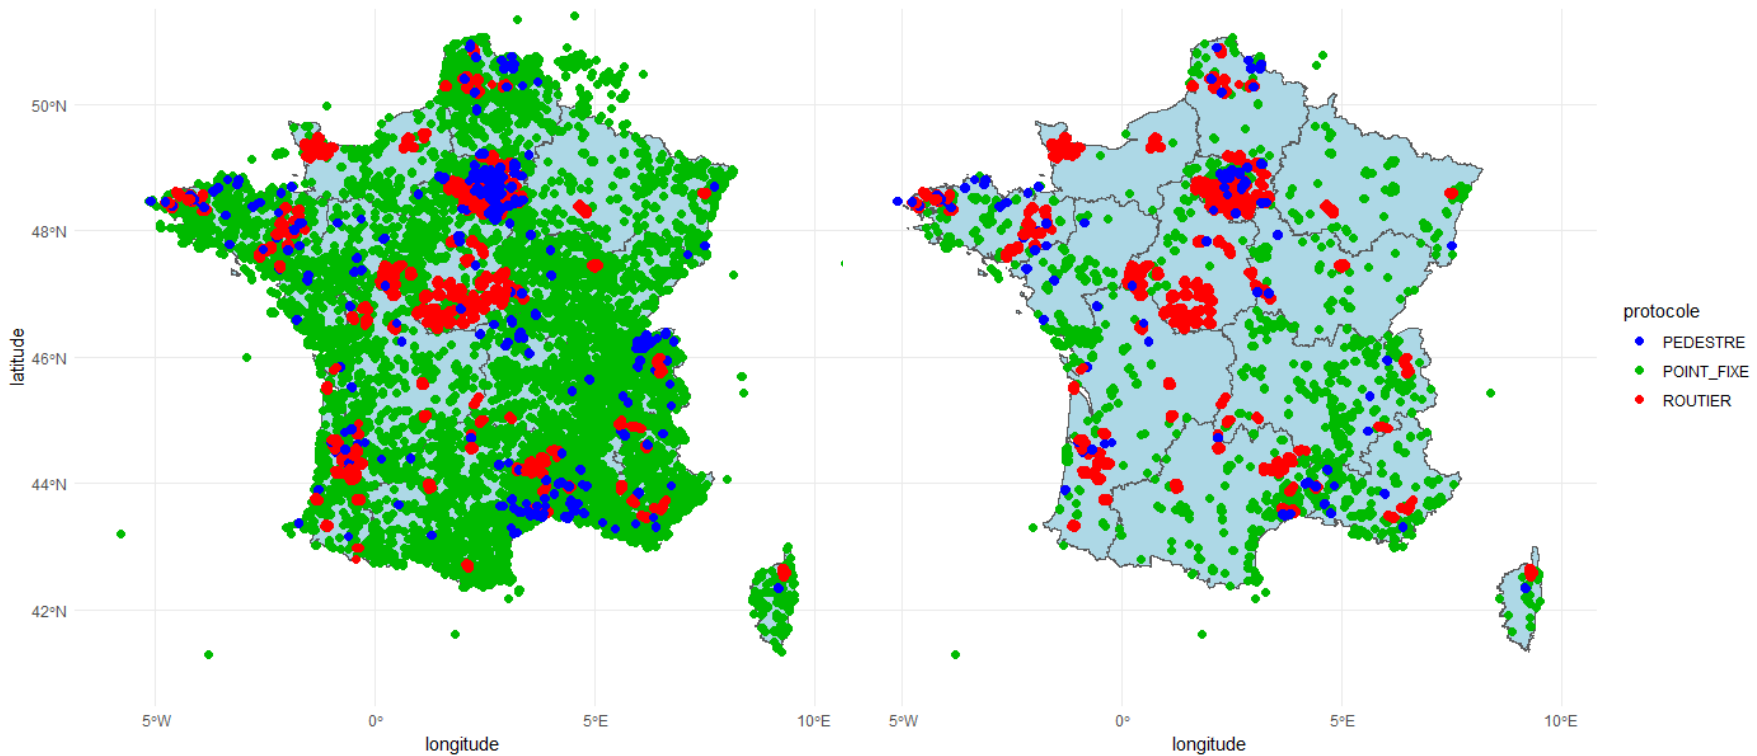 50°N
48°N
46°N
44°N
42°N
latitude
5°W
0°
5°E
10°E
5°W
0°
5°E
10°E
longitude
longitude
protocole
PEDESTRE
POINT_FIXE
ROUTIER